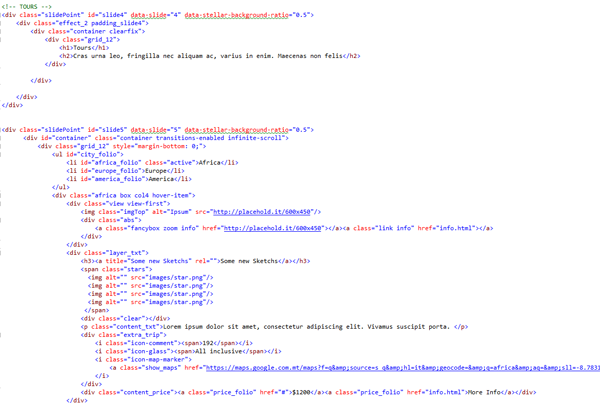 <!-- TOURS -->
<div class="slidePoint" id="slide4" data-slide="4" data-stellar-background-ratio="0.5">
<div class="effect_2 padding_slide4">
<div class="container clearfix">
<div class="grid_12">
<h1>Tours</h1>
<h2>Cras urna leo, fringilla nec aliquam ac, varius in enim. Maecenas non felis</h2>
</div>
</div>
</div>
</div>
<div class="slidePoint" id="slide5" data-slide="5" data-stellar-background-ratio="0.5">
<div id="container" class="container transitions-enabled infinite-scroll">
<div class="grid_12" style="margin-bottom: 0;">
<ul id="city_folio">
<li id="africa_folio" class="active">Africa</li>
<li id="europe_folio">Europe</li>
<li id="america_folio">America</li>
</ul>
<div class="africa box col4 hover-item">
<div class="view view-first">
<img class="imgTop" alt="Ipsum" src="http://placehold.it/600x450"/>
<div class="abs">
<a class="fancybox zoom info" href="http://placehold.it/600x450"></a><a class="link info" href="info.html"></a>
</div>
</div>
<div class="layer_txt">
<h3><a title="Some new Sketchs" rel="">Some new Sketchs</a></h3>
<span class="stars">
<img alt="" src="images/star.png"/>
<img alt="" src="images/star.png"/>
<img alt="" src="images/star.png"/>
<img alt="" src="images/star.png"/>
</span>
<div class="clear"></div>
<p class="content_txt">Lorem ipsum dolor sit amet, consectetur adipiscing elit. Vivamus suscipit porta. </p>
<div class="extra_trip">
<i class="icon-comment"><span>192</span></i>
<i class="icon-glass"><span>All inclusive</span></i>
<i class="icon-map-marker">
<a class="show_maps" href="https://maps.google.com.mt/maps?f=q&amp;source=s_q&amp;hl=it&amp;geocode=&amp;q=africa&amp;aq=&amp;sll=-8.7831
</i>
</div>
<div class="content_price"><a class="price_folio" href="#">$1200</a><a class="price_folio" href="info.html">More Info</a></div>
</div>